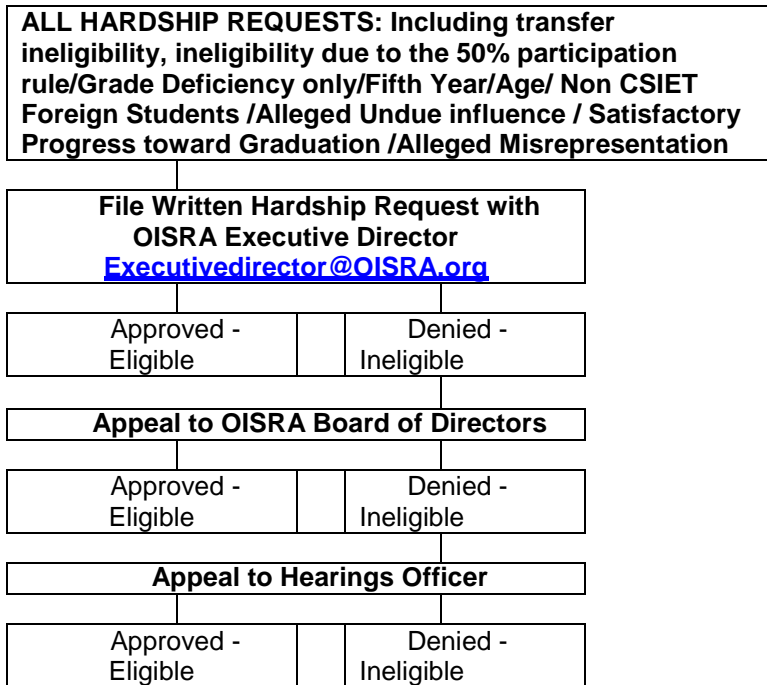 ALL HARDSHIP REQUESTS: Including transfer
ineligibility, ineligibility due to the 50% participation
rule/Grade Deficiency only/Fifth Year/Age/ Non CSIET
Foreign Students /Alleged Undue influence / Satisfactory
Progress toward Graduation /Alleged Misrepresentation
File Written Hardship Request with
OISRA Executive Director
Executivedirector@OISRA.org
Approved -
Eligible
Denied -
Ineligible
Appeal to OISRA Board of Directors
Approved -
Eligible
Denied -
Ineligible
Appeal to Hearings Officer
Approved -
Eligible
Denied -
Ineligible